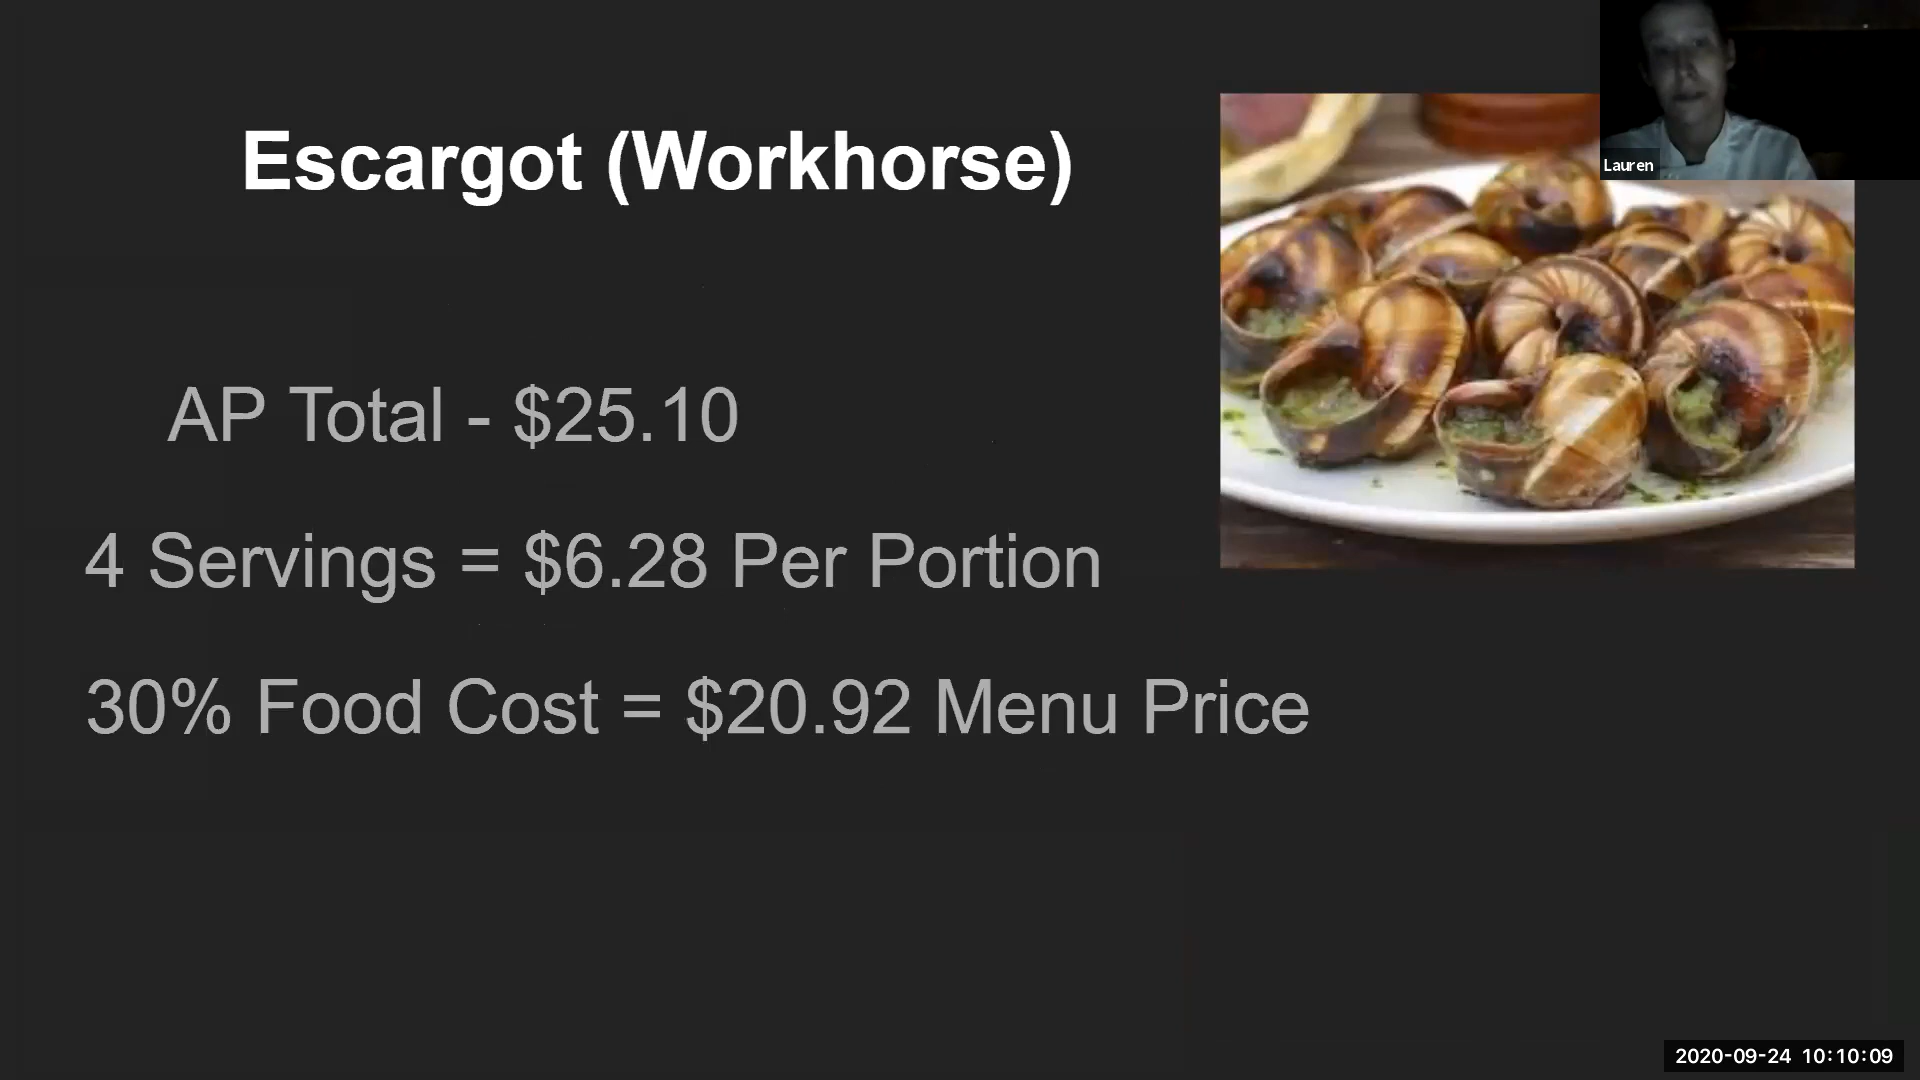 Escargot (Workhorse)
Lauren
AP Total - $25.10
4 Servings = $6.28 Per Portion
30% Food Cost = $20.92 Menu Price
2020-09-24 10:10:09